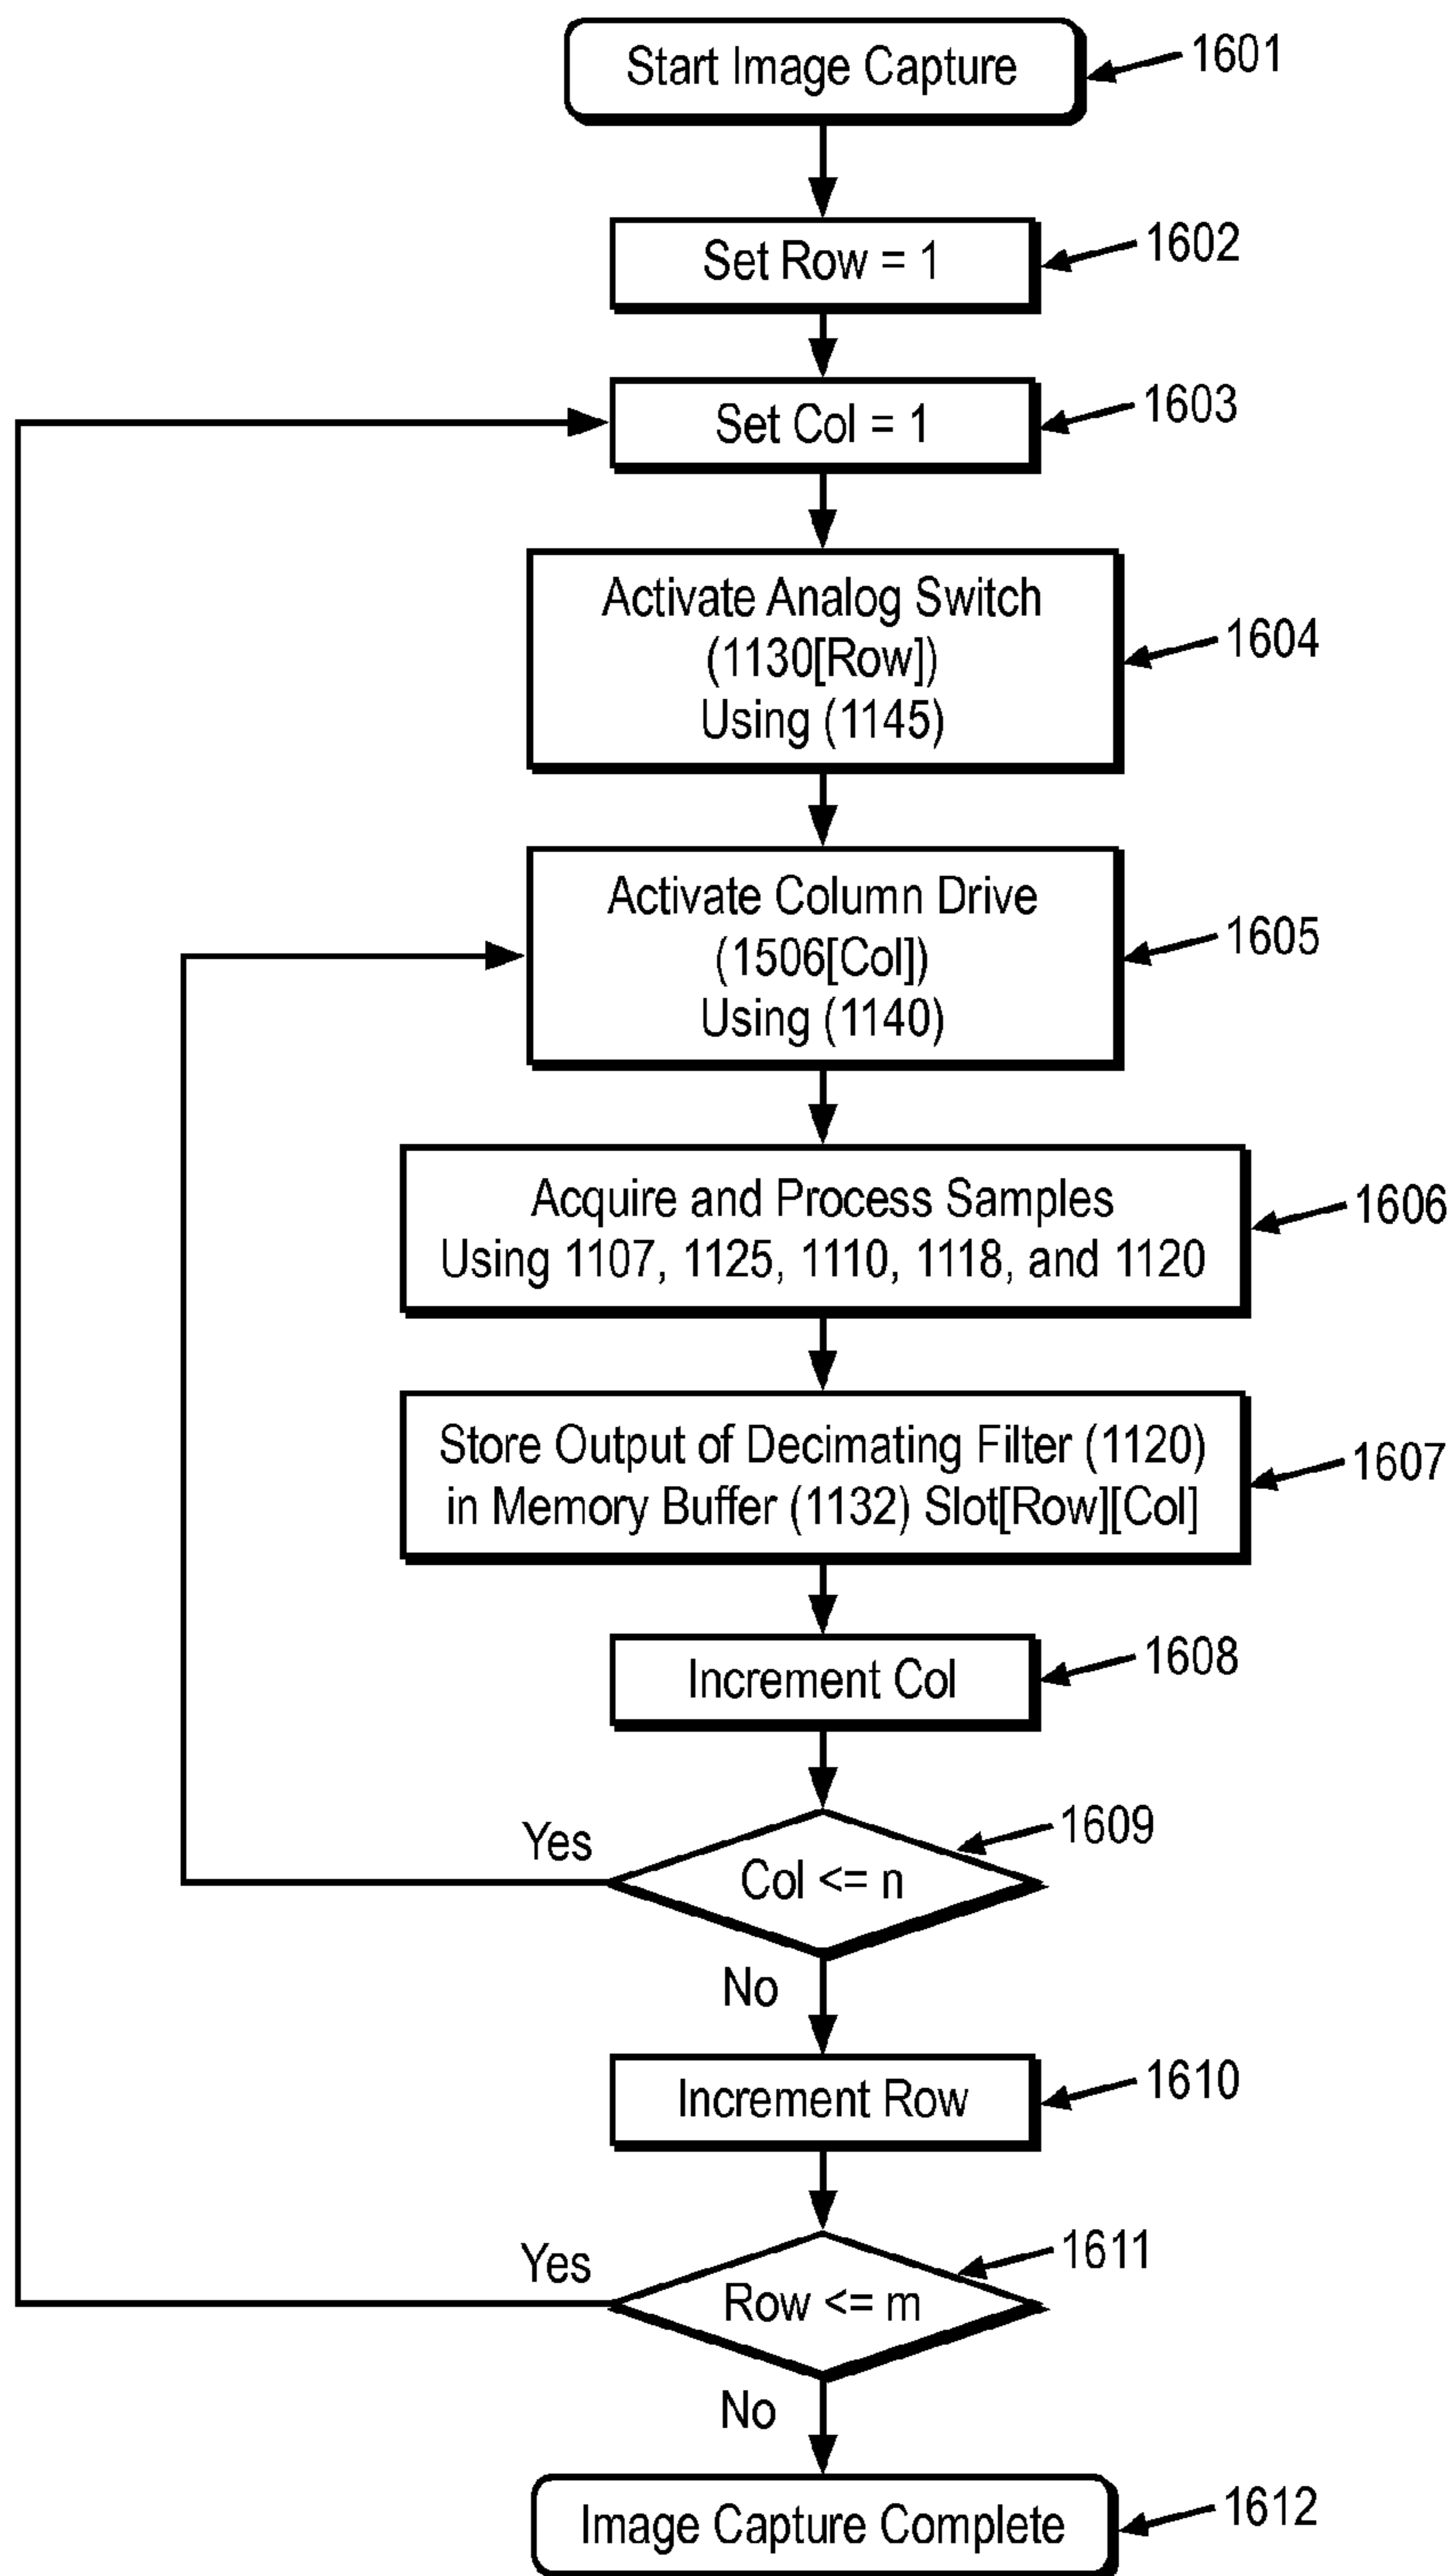 Start Image Capture
1601
Set Row = 1
1602
Set Col = 1
1603
Activate Analog Switch
(1130[Row])
Using (1145)
1604
Activate Column Drive
(1506[Col])
Using (1140)
1605
Acquire and Process Samples
Using 1107, 1125, 1110, 1118, and 1120
1606
Store Output of Decimating Filter (1120)
in Memory Buffer (1132) Slot[Row][Col]
1607
Increment Col
1608
Yes
Col <= n
1609
No
Increment Row
1610
Yes
Row <= m
1611
No
Image Capture Complete
1612